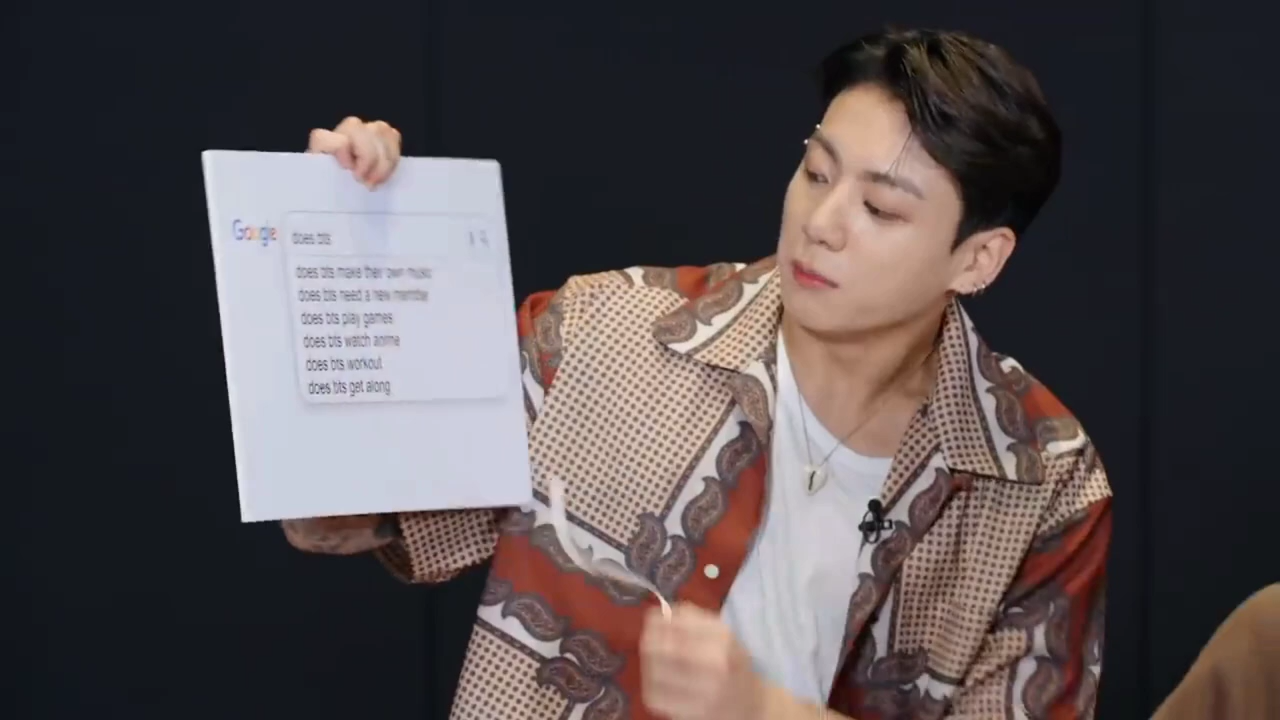 Google does bts
does bts make their own music
does bts need a new member
does bts play games
does bts watch anime
does bts workout
does bts get along